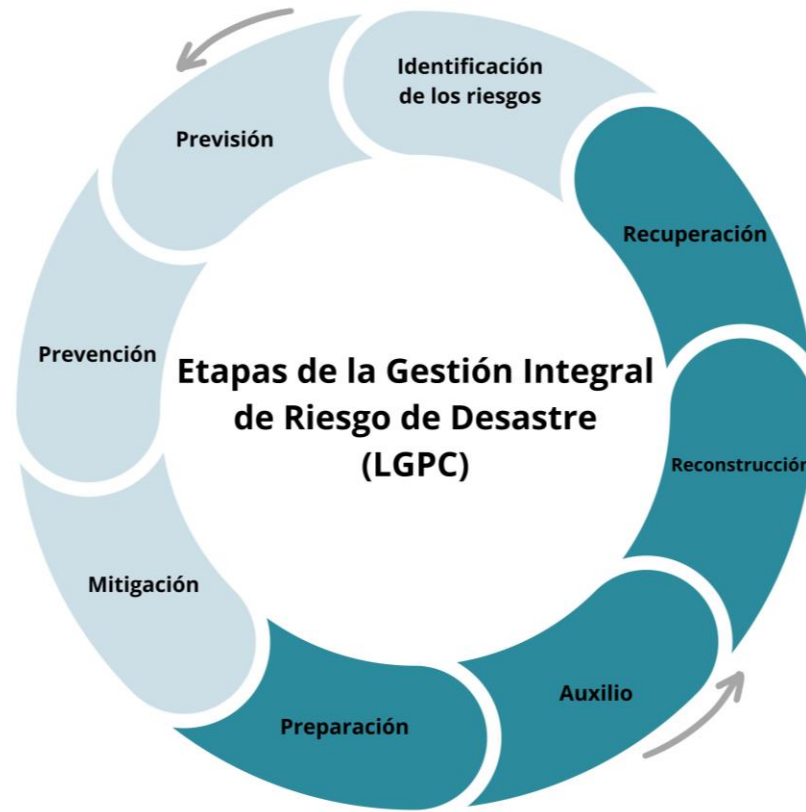 Identificación
de los riesgos
Previsión
Recuperación
Prevención
Etapas de la Gestión Integral
de Riesgo de Desastre
(LGPC)
Reconstrucción
Mitigación
Auxilio
Preparación